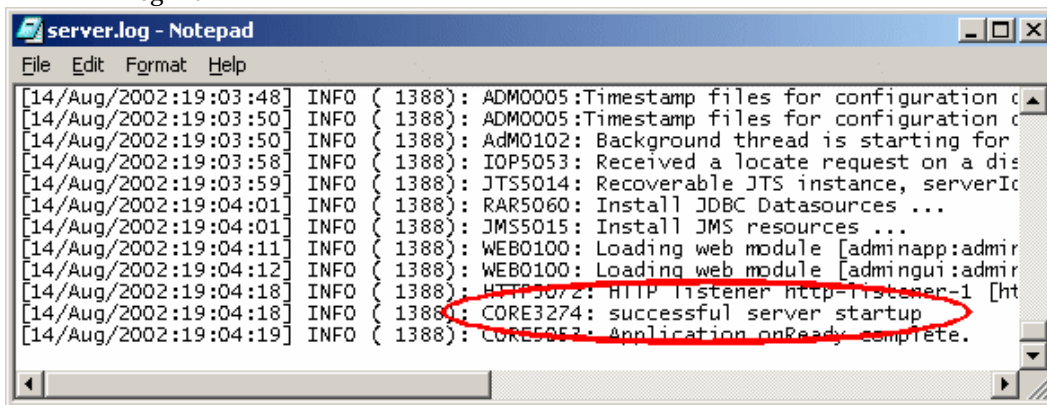 server.log - Notepad
File Edit Format Help
[14/Aug/2002:19:03:48] INFO ( 1388): ADM0005:Timestamp files for configuration
[14/Aug/2002:19:03:50] INFO ( 1388): ADM0005:Timestamp files for configuration
[14/Aug/2002:19:03:50] INFO ( 1388): AdM0102: Background thread is starting for
[14/Aug/2002:19:03:58] INFO ( 1388): IOP5053: Received a locate request on a dis
[14/Aug/2002:19:03:59] INFO ( 1388): JTS5014: Recoverable JTS instance, serverId
[14/Aug/2002:19:04:01] INFO ( 1388): RAR5060: Install JDBC Datasources ...
[14/Aug/2002:19:04:01] INFO ( 1388): JMS5015: Install JMS resources ...
[14/Aug/2002:19:04:11] INFO ( 1388): WEB0100: Loading web module [adminapp:admin
[14/Aug/2002:19:04:12] INFO ( 1388): WEB0100: Loading web module [admingui:admin
[14/Aug/2002:19:04:18] INFO ( 1388): HTTP3072: HTTP listener http-listener-1 [ht
[14/Aug/2002:19:04:18] INFO ( 1388): CORE3274: successful server startup
[14/Aug/2002:19:04:19] INFO ( 1388): CORE5053: Application onReady complete.